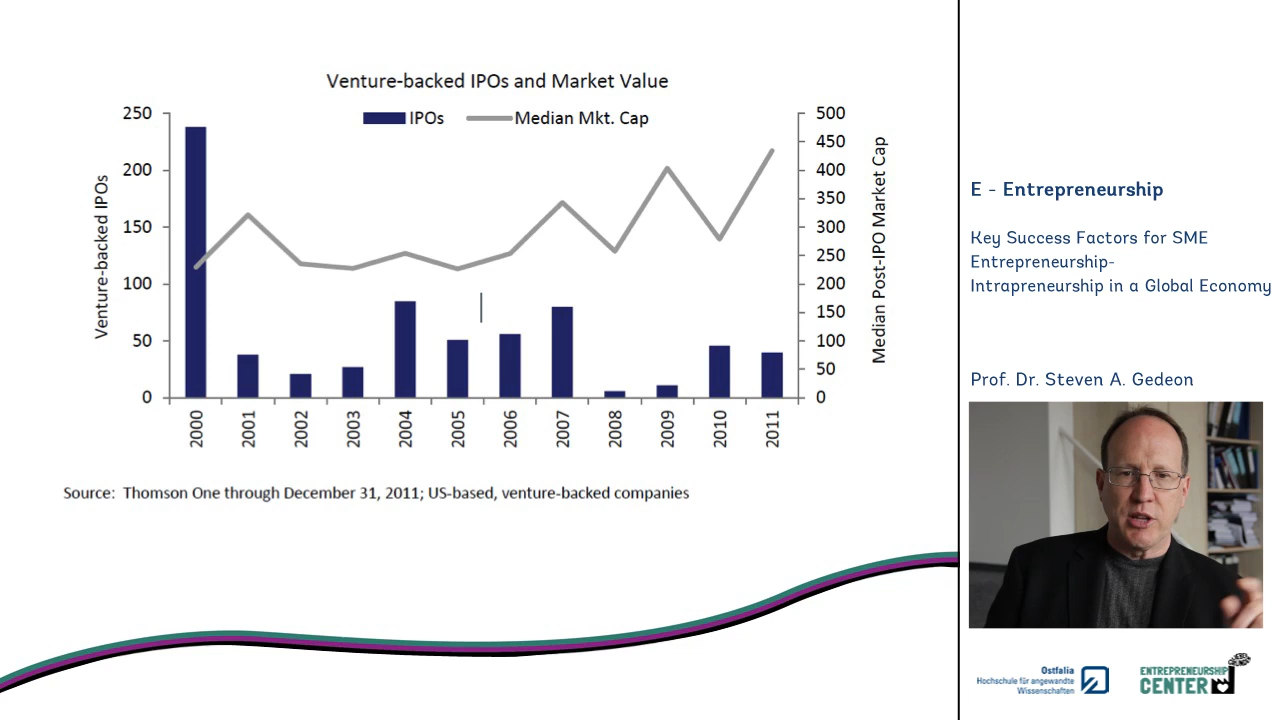 Venture-backed IPOs and Market Value
IPOs
Median Mkt. Cap
Venture-backed IPOs
250
200
150
100
50
0
500
450
400
350
300
250
200
150
100
50
0
Median Post-IPO Market Cap
2000
2001
2002
2003
2004
2005
2006
2007
2008
2009
2010
2011
Source: Thomson One through December 31, 2011; US-based, venture-backed companies
E - Entrepreneurship
Key Success Factors for SME
Entrepreneurship-
Intrapreneurship in a Global Economy
Prof. Dr. Steven A. Gedeon
Ostfalia
Hochschule für angewandte
Wissenschaften
ENTREPRENEURSHIP
CENTER